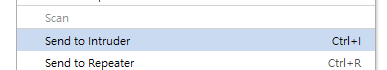 Scan
Send to Intruder Ctrl+I
Send to Repeater Ctrl+R